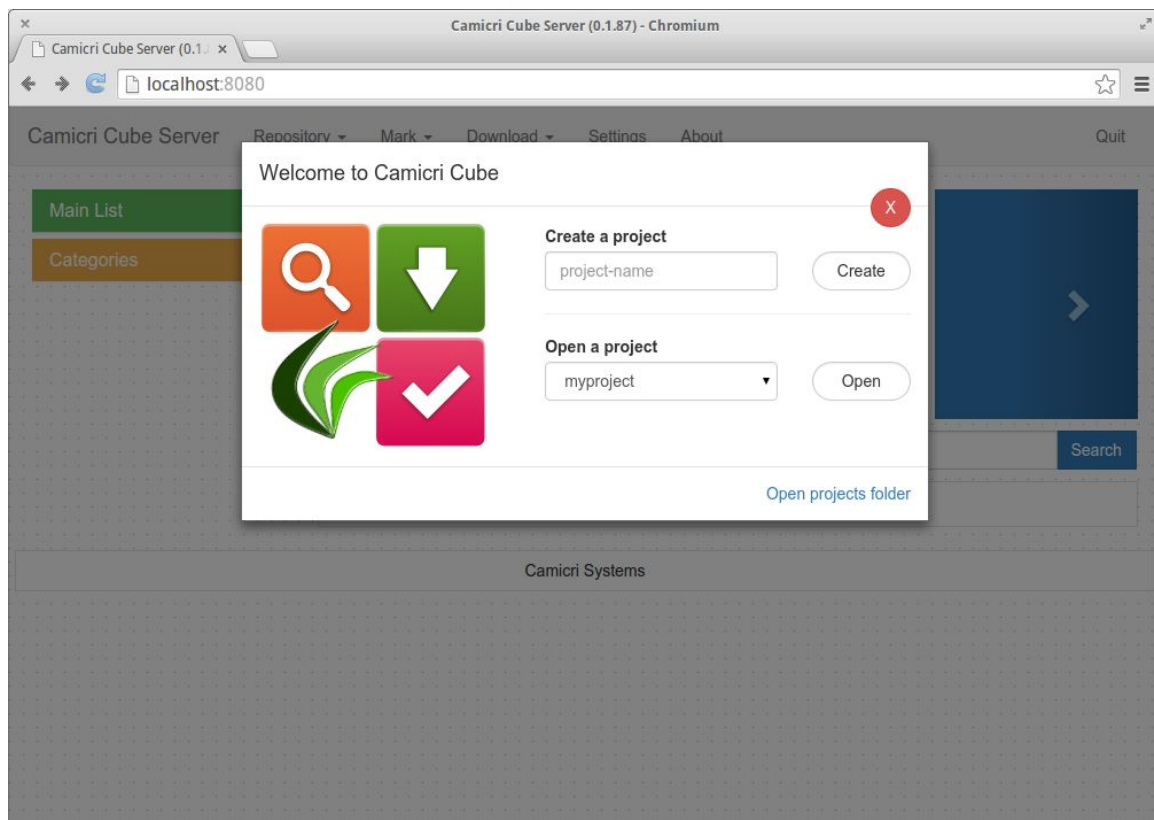 Camicri Cube Server (0.1.87) - Chromium
Camicri Cube Server (0.1.
localhost:8080
Camicri Cube Server Repository Mark Download Settings About Quit
Welcome to Camicri Cube
X
Main List
Categories
Create a project
project-name Create
Open a project
myproject Open
Search
Open projects folder
Camicri Systems